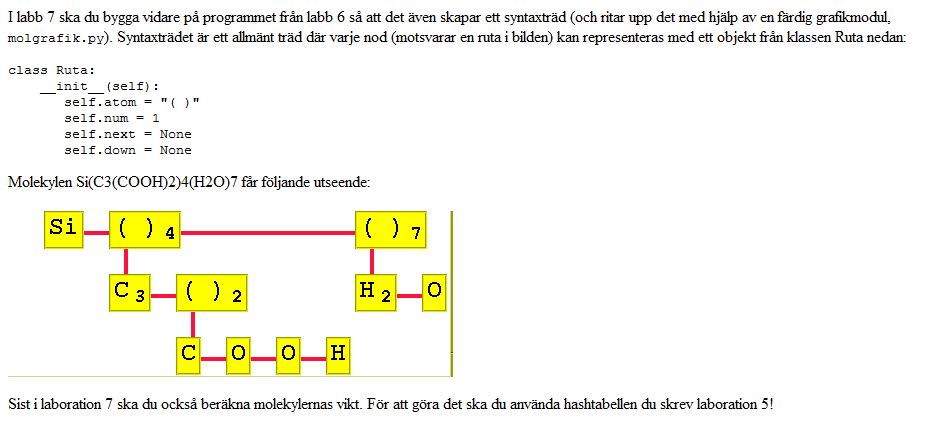 I labb 7 ska du bygga vidare på programmet från labb 6 så att det även skapar ett syntaxträd (och ritar upp det med hjälp av en färdig grafikmodul,
molgrafik.py). Syntaxträdet är ett allmänt träd där varje nod (motsvarar en ruta i bilden) kan representeras med ett objekt från klassen Ruta nedan:
class Ruta:
    __init__(self):
       self.atom = "( )"
       self.num = 1
       self.next = None
       self.down = None
Molekylen Si(C3(COOH)2)4(H2O)7 får följande utseende:
Si ( ) 4 ( ) 7
C 3 ( ) 2 H 2 O
C O O H
Sist i laboration 7 ska du också beräkna molekylernas vikt. För att göra det ska du använda hashtabellen du skrev laboration 5!